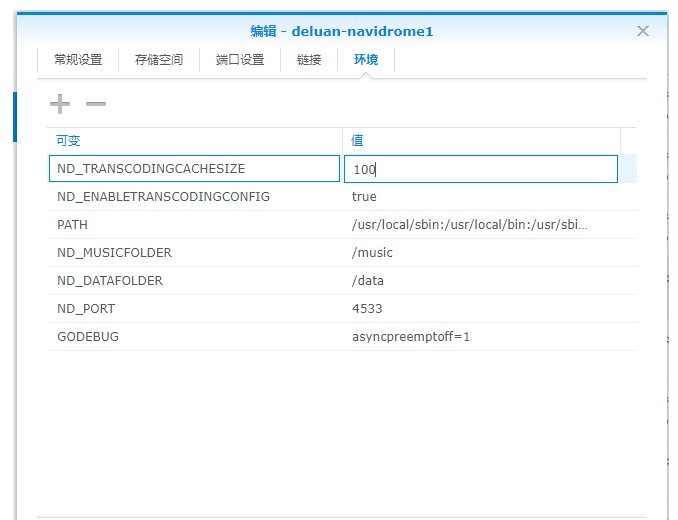 编辑 - deluan-navidrome1
常规设置 存储空间 端口设置 链接 环境
可变 值
ND_TRANSCODINGCACHESIZE 100
ND_ENABLETRANSCODINGCONFIG true
PATH /usr/local/sbin:/usr/local/bin:/usr/sbi...
ND_MUSICFOLDER /music
ND_DATAFOLDER /data
ND_PORT 4533
GODEBUG asyncpreemptoff=1